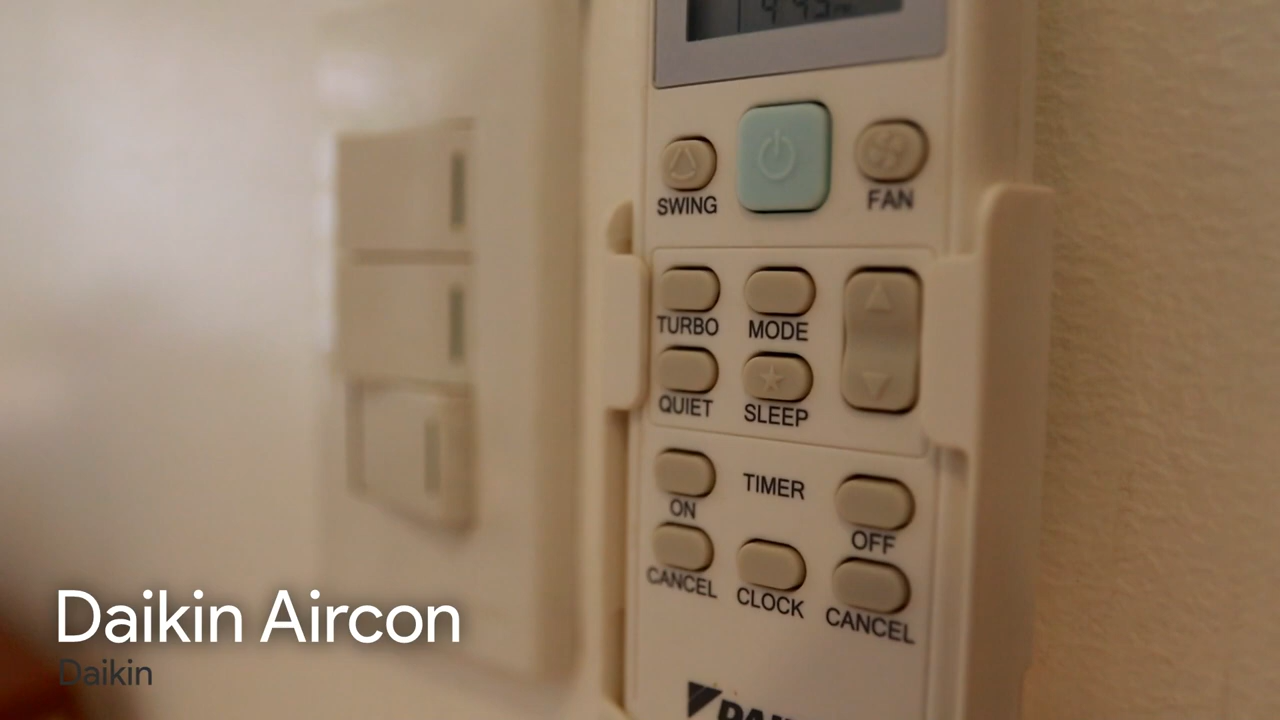 SWING
FAN
TURBO
MODE
QUIET
SLEEP
TIMER
ON
OFF
CANCEL
CLOCK
CANCEL
Daikin Aircon
Daikin